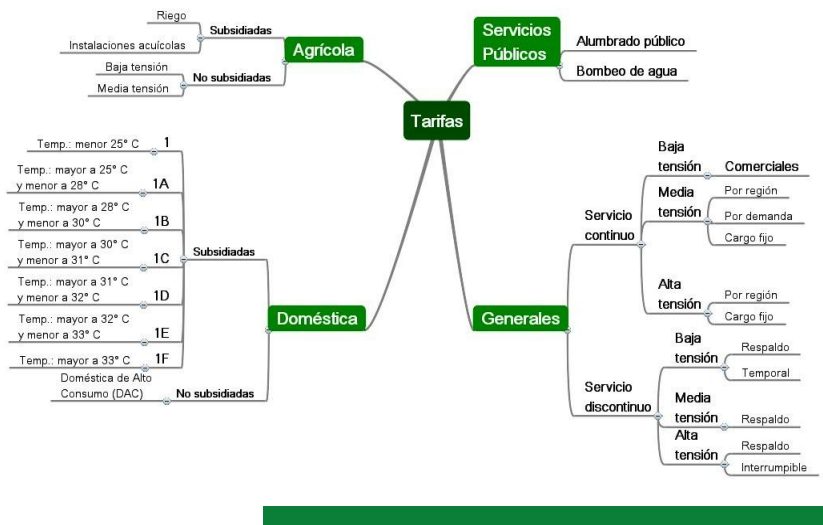 Tarifas
Agrícola
Subsidiadas
Riego
Instalaciones acuícolas
No subsidiadas
Baja tensión
Media tensión
Servicios
Públicos
Alumbrado público
Bombeo de agua
Doméstica
Subsidiadas
1
Temp.: menor 25° C
1A
Temp.: mayor a 25° C
y menor a 28° C
1B
Temp.: mayor a 28° C
y menor a 30° C
1C
Temp.: mayor a 30° C
y menor a 31° C
1D
Temp.: mayor a 31° C
y menor a 32° C
1E
Temp.: mayor a 32° C
y menor a 33° C
1F
Temp.: mayor a 33° C
No subsidiadas
Doméstica de Alto
Consumo (DAC)
Generales
Servicio
continuo
Baja
tensión
Comerciales
Media
tensión
Por región
Por demanda
Cargo fijo
Alta
tensión
Por región
Cargo fijo
Servicio
discontinuo
Baja
tensión
Respaldo
Temporal
Media
tensión
Respaldo
Alta
tensión
Respaldo
Interrumpible